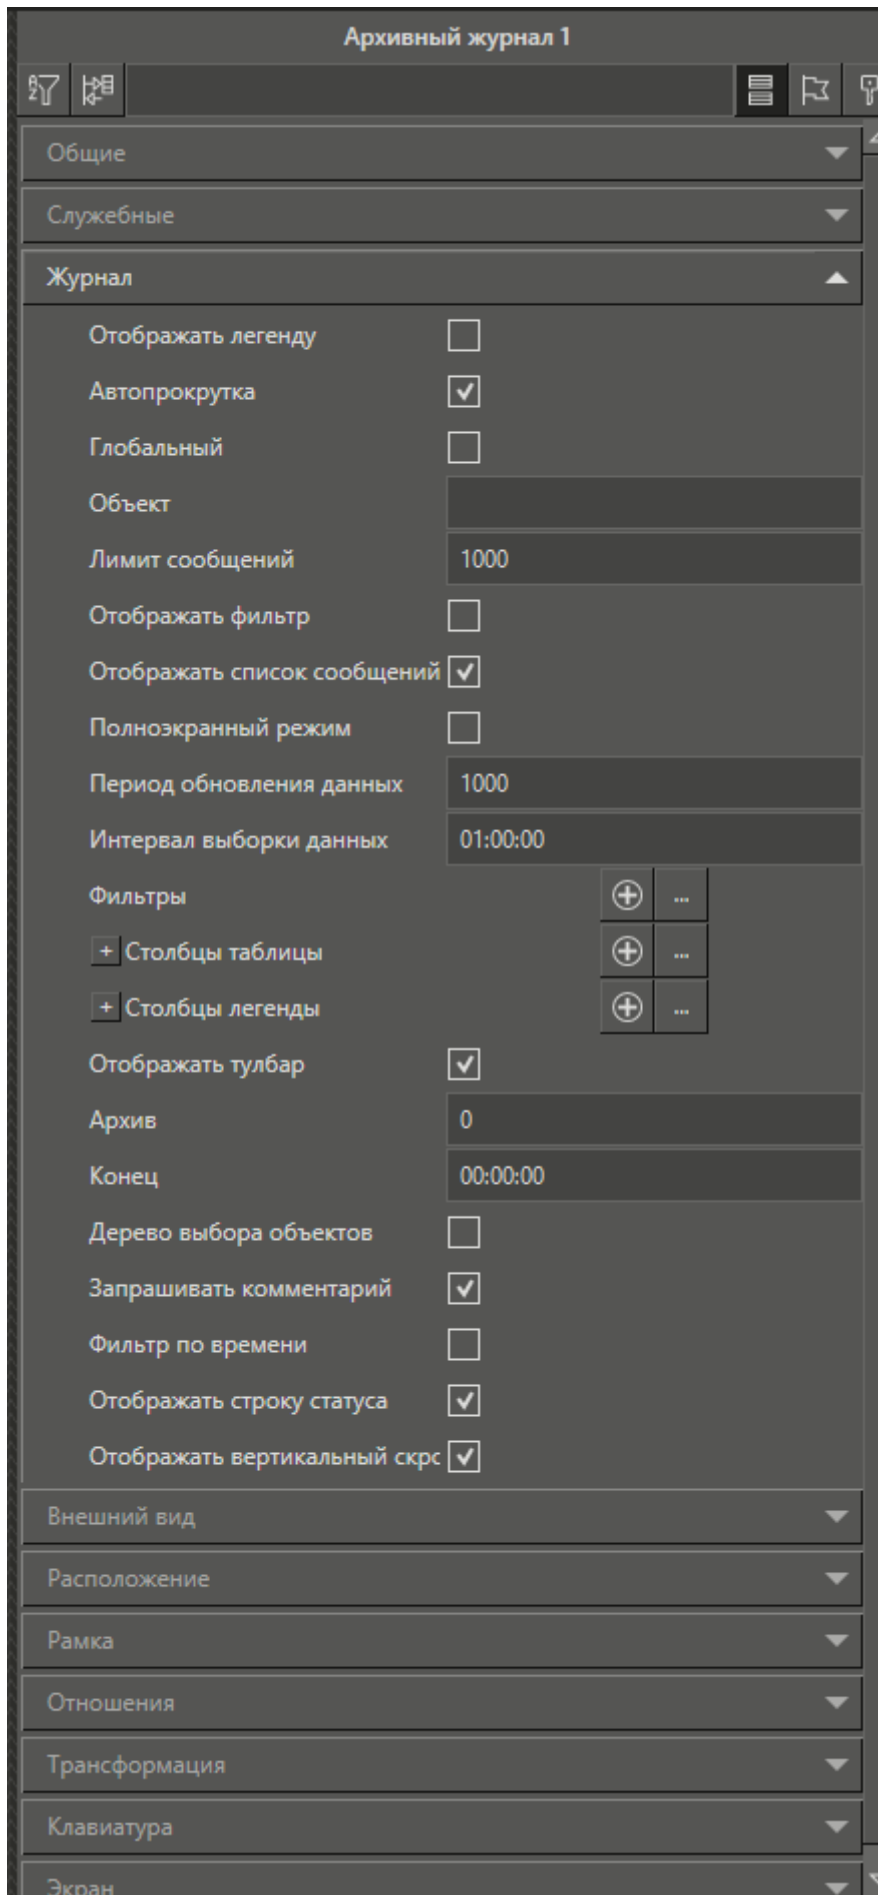 Архивный журнал 1
Общие
Служебные
Журнал
Отображать легенду
Автопрокрутка
Глобальный
Объект
Лимит сообщений 1000
Отображать фильтр
Отображать список сообщений
Полноэкранный режим
Период обновления данных 1000
Интервал выборки данных 01:00:00
Фильтры ...
+ Столбцы таблицы ...
+ Столбцы легенды ...
Отображать тулбар
Архив 0
Конец 00:00:00
Дерево выбора объектов
Запрашивать комментарий
Фильтр по времени
Отображать строку статуса
Отображать вертикальный скрс
Внешний вид
Расположение
Рамка
Отношения
Трансформация
Клавиатура
Экран